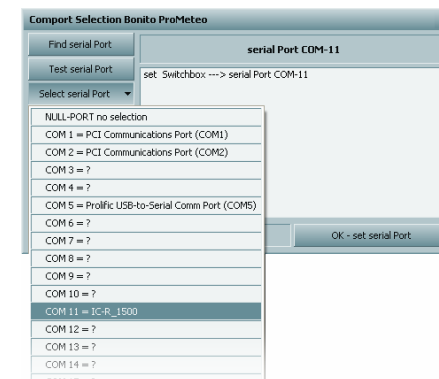 Comport Selection Bonito ProMeteo
Find serial Port
serial Port COM-11
Test serial Port
set Switchbox ---> serial Port COM-11
Select serial Port
NULL-PORT no selection
COM 1 = PCI Communications Port (COM1)
COM 2 = PCI Communications Port (COM2)
COM 3 = ?
COM 4 = ?
COM 5 = Prolific USB-to-Serial Comm Port (COM5)
COM 6 = ?
COM 7 = ?
OK - set serial Port
COM 8 = ?
COM 9 = ?
COM 10 = ?
COM 11 = IC-R_1500
COM 12 = ?
COM 13 = ?
COM 14 = ?